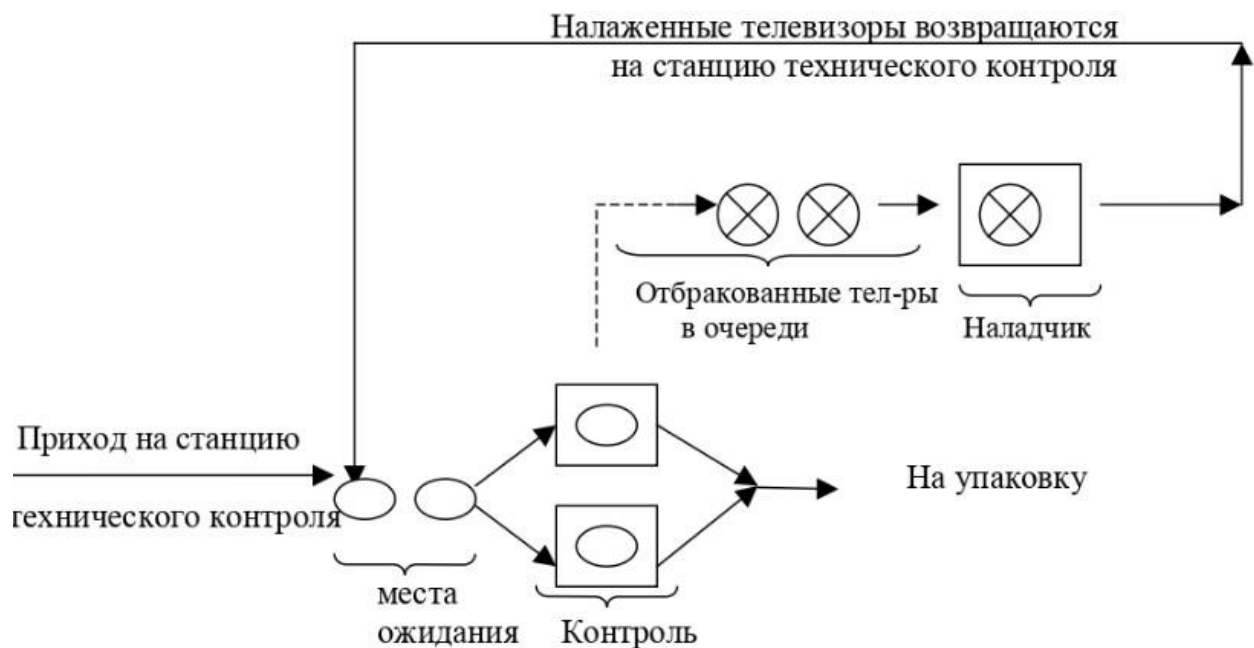 Налаженные телевизоры возвращаются
на станцию технического контроля
Отбракованные тел-ры
в очереди
Наладчик
Приход на станцию
технического контроля
На упаковку
места
ожидания
Контроль